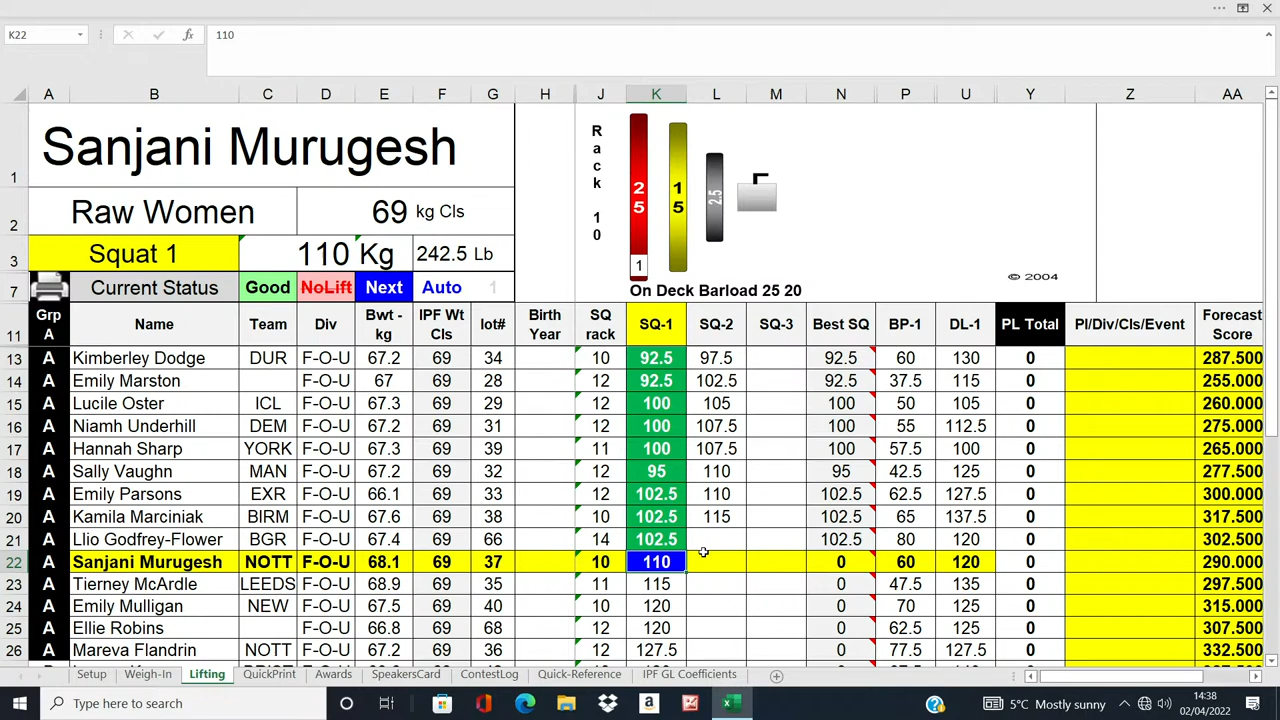 K22 110
A B C D E F G H J K L M N P U Y Z AA
1 Sanjani Murugesh
Rack 10
25 15 2.5
1
2 Raw Women 69 kg Cls
3 Squat 1 110 Kg 242.5 Lb
© 2004
7 Current Status Good NoLift Next Auto 1 On Deck Barload 25 20
11 Grp A Name Team Div Bwt - kg IPF Wt Cls lot# Birth Year SQ rack SQ-1 SQ-2 SQ-3 Best SQ BP-1 DL-1 PL Total Pl/Div/Cls/Event Forecast Score
13 A Kimberley Dodge DUR F-O-U 67.2 69 34 10 92.5 97.5 92.5 60 130 0 287.500
14 A Emily Marston F-O-U 67 69 28 12 92.5 102.5 92.5 37.5 115 0 255.000
15 A Lucile Oster ICL F-O-U 67.3 69 29 12 100 105 100 50 105 0 260.000
16 A Niamh Underhill DEM F-O-U 67.2 69 31 12 100 107.5 100 55 112.5 0 275.000
17 A Hannah Sharp YORK F-O-U 67.3 69 39 11 100 107.5 100 57.5 100 0 265.000
18 A Sally Vaughn MAN F-O-U 67.2 69 32 12 95 110 95 42.5 125 0 277.500
19 A Emily Parsons EXR F-O-U 66.1 69 33 12 102.5 110 102.5 62.5 127.5 0 300.000
20 A Kamila Marciniak BIRM F-O-U 67.6 69 38 10 102.5 115 102.5 65 137.5 0 317.500
21 A Llio Godfrey-Flower BGR F-O-U 67.4 69 66 14 102.5 102.5 80 120 0 302.500
22 A Sanjani Murugesh NOTT F-O-U 68.1 69 37 10 110 0 60 120 0 290.000
23 A Tierney McArdle LEEDS F-O-U 68.9 69 35 11 115 0 47.5 135 0 297.500
24 A Emily Mulligan NEW F-O-U 67.5 69 40 10 120 0 70 125 0 315.000
25 A Ellie Robins F-O-U 66.8 69 68 12 120 0 62.5 125 0 307.500
26 A Mareva Flandrin NOTT F-O-U 67.2 69 36 10 127.5 0 77.5 127.5 0 332.500
Setup Weigh-In Lifting QuickPrint Awards SpeakersCard ContestLog Quick-Reference IPF GL Coefficients
Type here to search 5°C Mostly sunny 14:38
02/04/2022